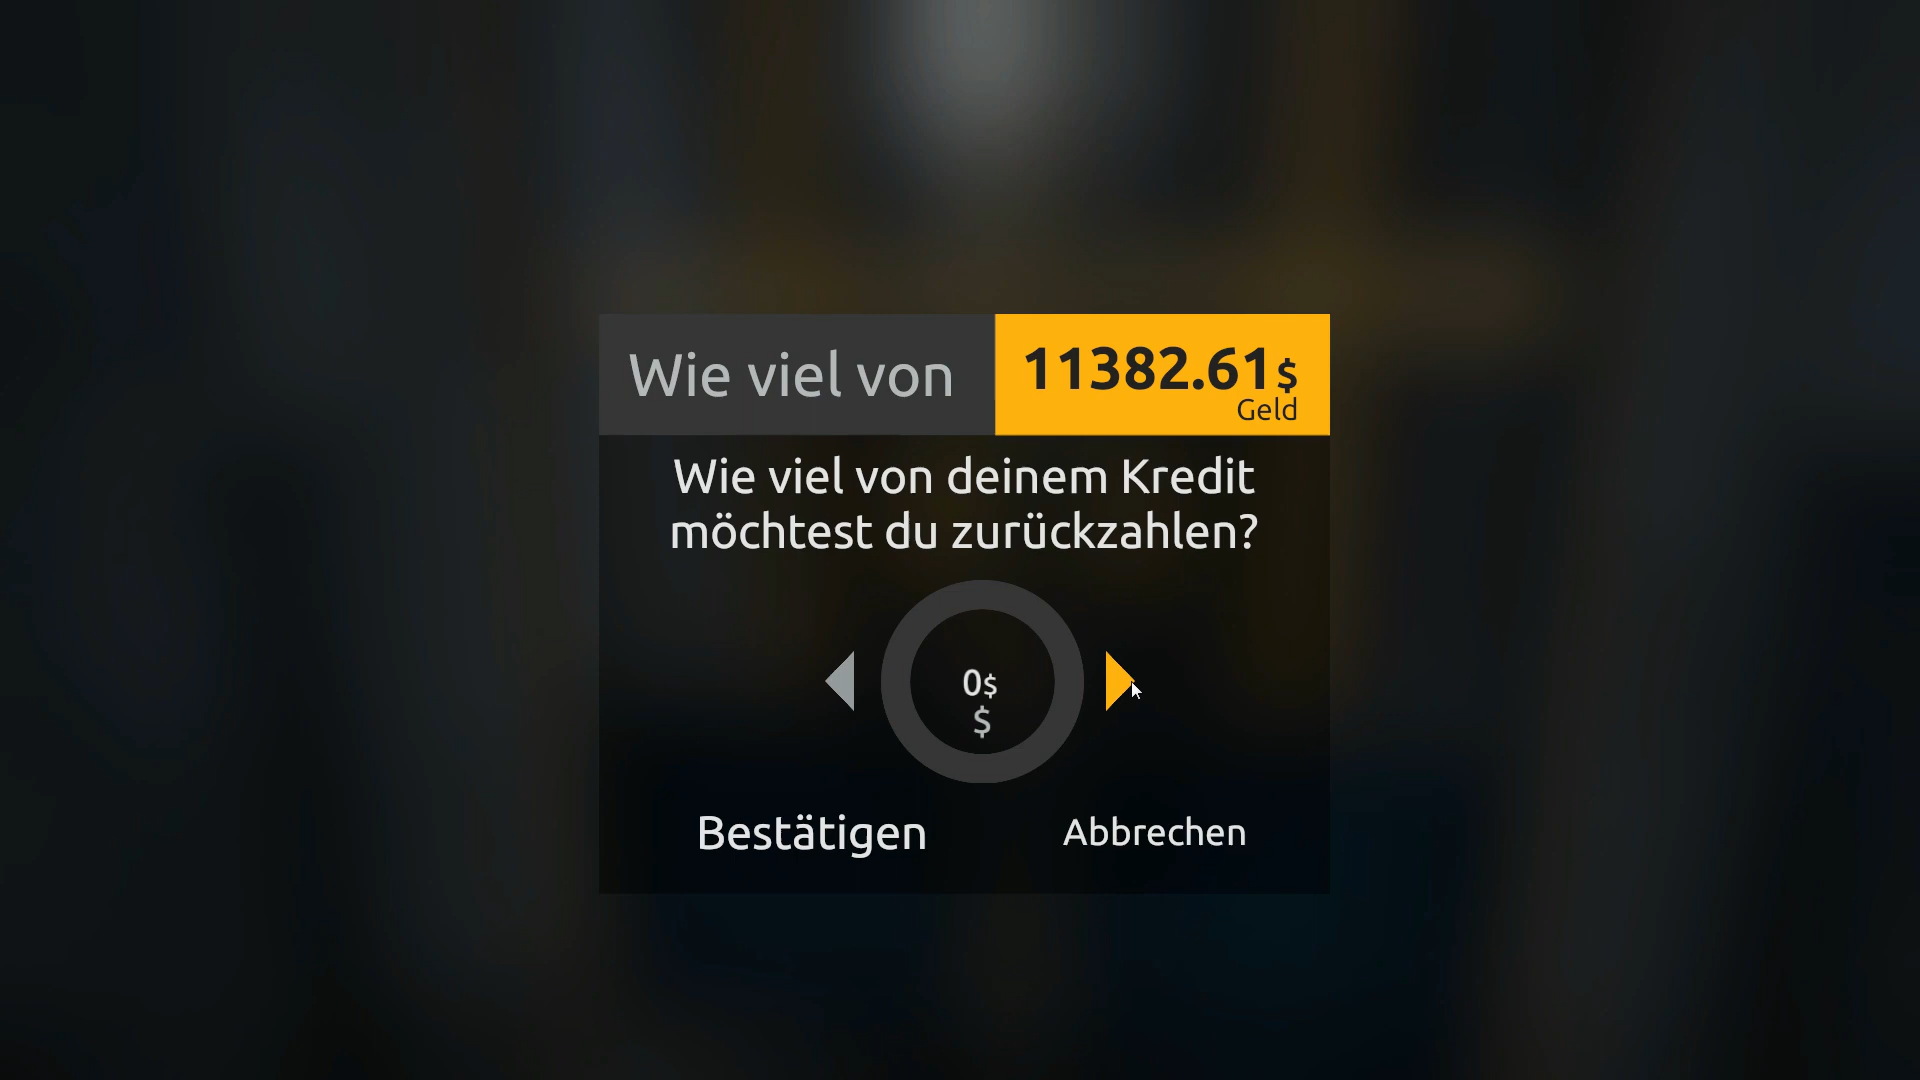 Wie viel von
11382.61$
Geld
Wie viel von deinem Kredit
möchtest du zurückzahlen?
0$
$
Bestätigen
Abbrechen